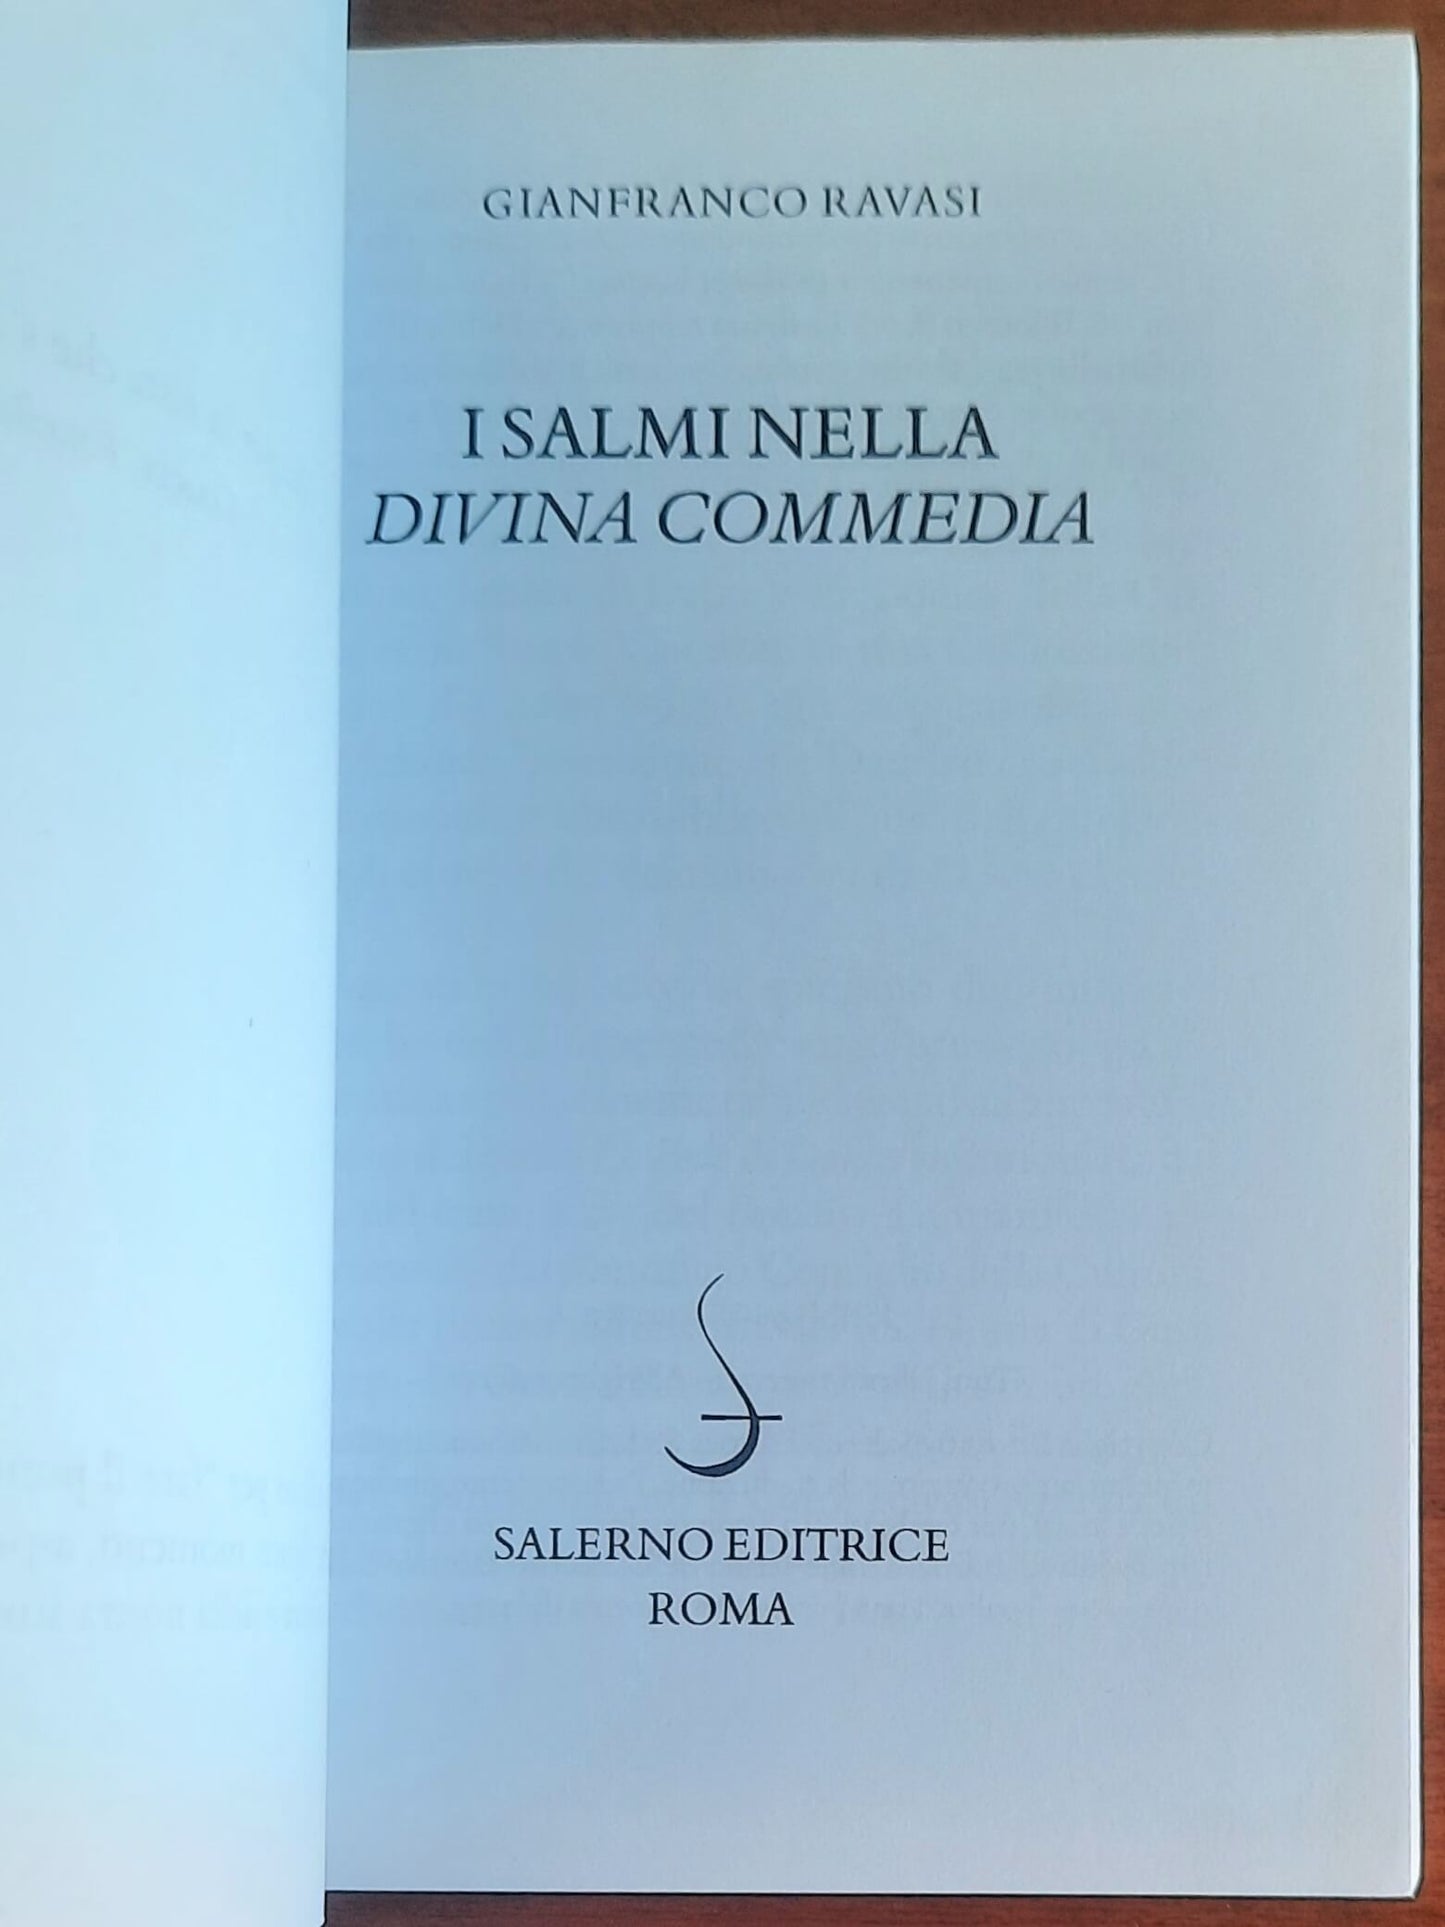 GIANFRANCO RAVASI
I SALMI NELLA
DIVINA COMMEDIA
SALERNO EDITRICE
ROMA